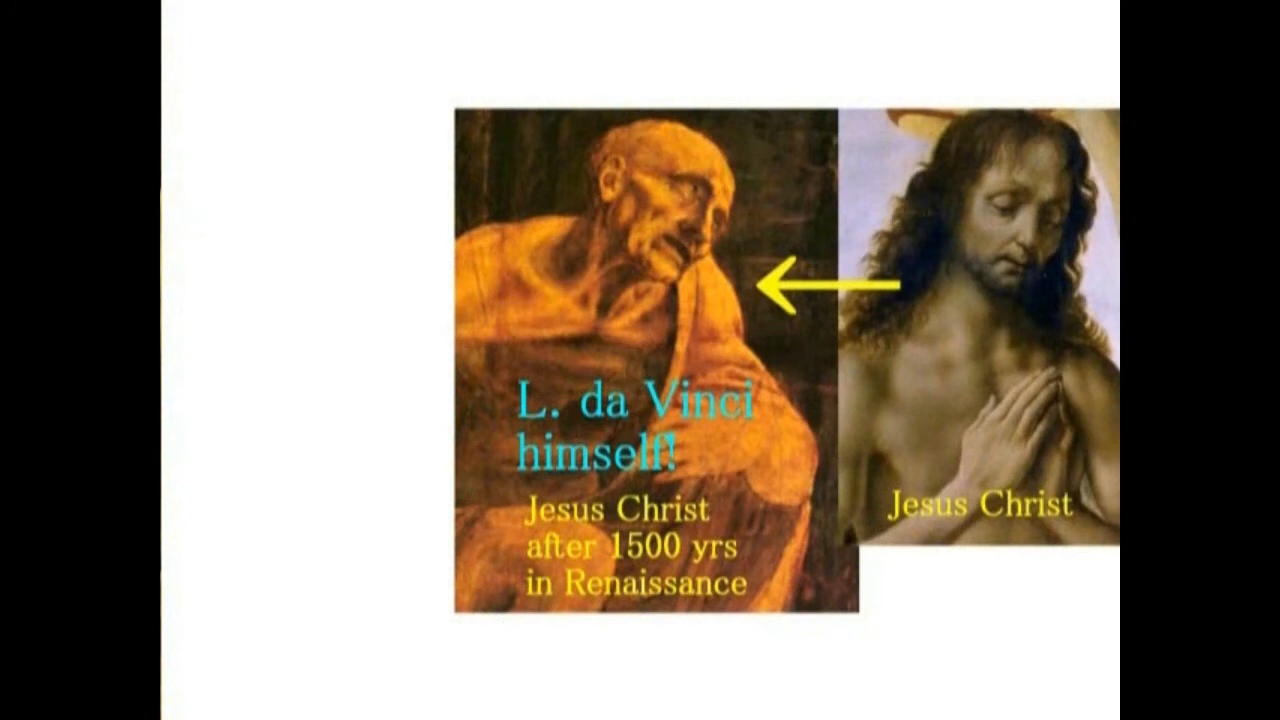 L. da Vinci
himself!
Jesus Christ
after 1500 yrs
in Renaissance
Jesus Christ